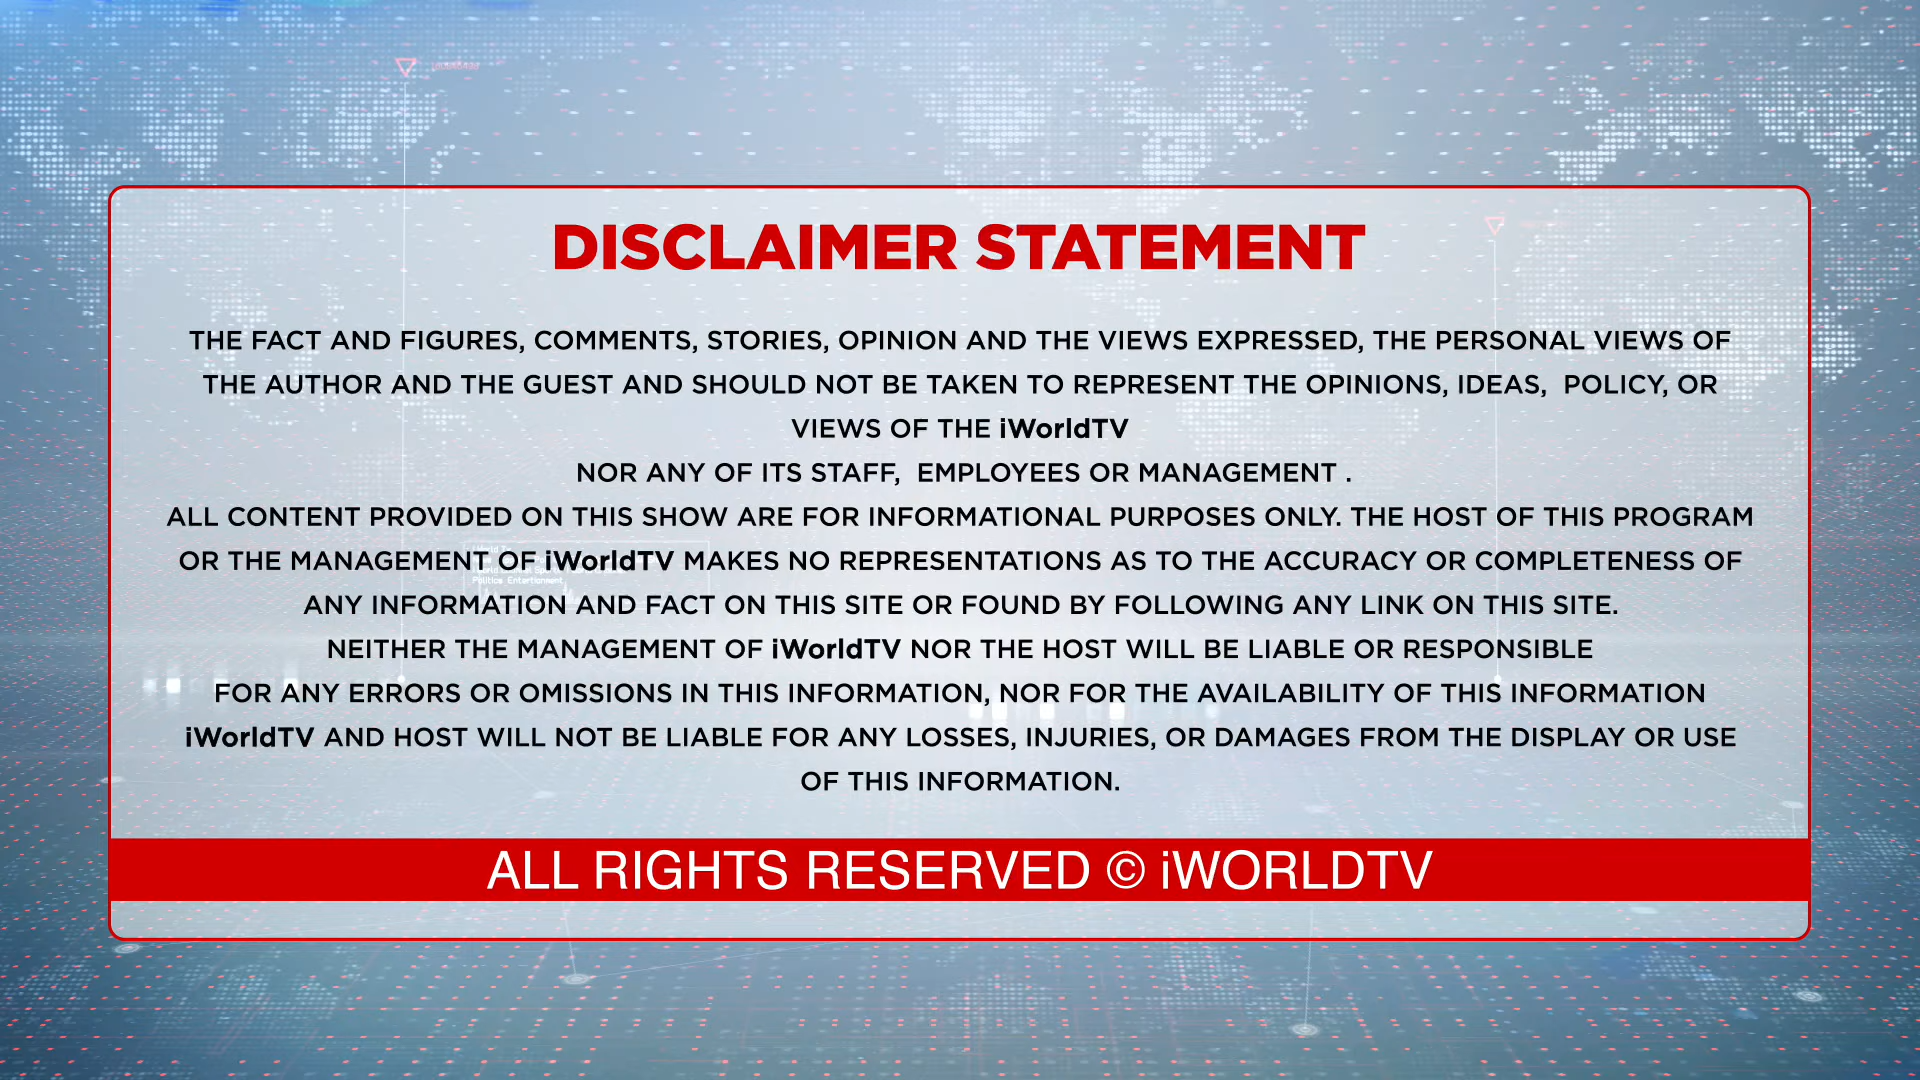 DISCLAIMER STATEMENT
THE FACT AND FIGURES, COMMENTS, STORIES, OPINION AND THE VIEWS EXPRESSED, THE PERSONAL VIEWS OF
THE AUTHOR AND THE GUEST AND SHOULD NOT BE TAKEN TO REPRESENT THE OPINIONS, IDEAS,  POLICY, OR
VIEWS OF THE iWorldTV
NOR ANY OF ITS STAFF,  EMPLOYEES OR MANAGEMENT .
ALL CONTENT PROVIDED ON THIS SHOW ARE FOR INFORMATIONAL PURPOSES ONLY. THE HOST OF THIS PROGRAM
OR THE MANAGEMENT OF iWorldTV MAKES NO REPRESENTATIONS AS TO THE ACCURACY OR COMPLETENESS OF
Politics Entertionment
ANY INFORMATION AND FACT ON THIS SITE OR FOUND BY FOLLOWING ANY LINK ON THIS SITE.
NEITHER THE MANAGEMENT OF iWorldTV NOR THE HOST WILL BE LIABLE OR RESPONSIBLE
FOR ANY ERRORS OR OMISSIONS IN THIS INFORMATION, NOR FOR THE AVAILABILITY OF THIS INFORMATION
iWorldTV AND HOST WILL NOT BE LIABLE FOR ANY LOSSES, INJURIES, OR DAMAGES FROM THE DISPLAY OR USE
OF THIS INFORMATION.
ALL RIGHTS RESERVED © iWORLDTV